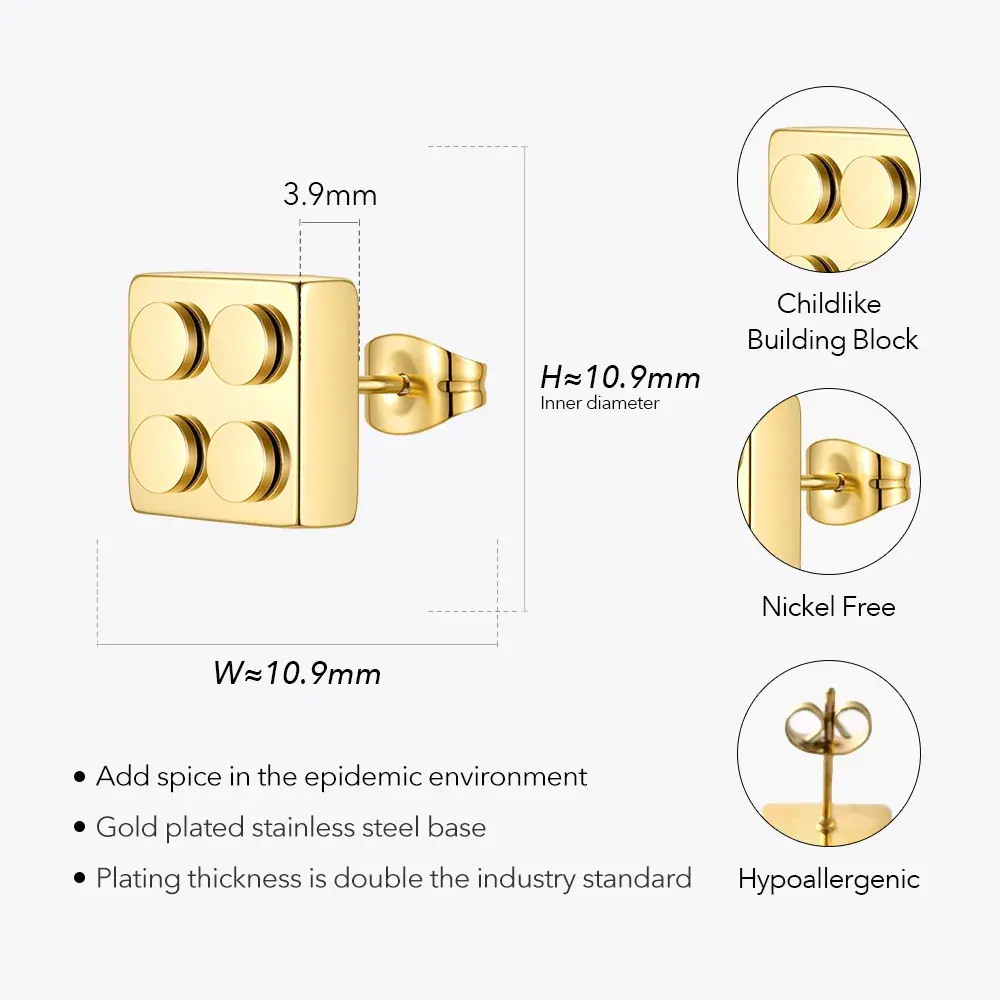 3.9mm
H≈10.9mm
Inner diameter
W≈10.9mm
Childlike
Building Block
Nickel Free
Hypoallergenic
• Add spice in the epidemic environment
• Gold plated stainless steel base
• Plating thickness is double the industry standard